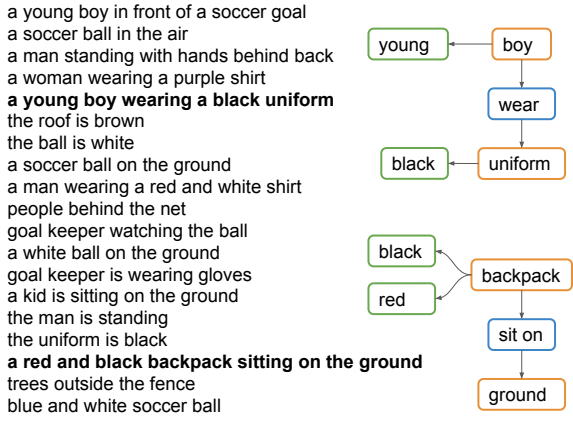 a young boy in front of a soccer goal
a soccer ball in the air
a man standing with hands behind back
a woman wearing a purple shirt
a young boy wearing a black uniform
the roof is brown
the ball is white
a soccer ball on the ground
a man wearing a red and white shirt
people behind the net
goal keeper watching the ball
a white ball on the ground
goal keeper is wearing gloves
a kid is sitting on the ground
the man is standing
the uniform is black
a red and black backpack sitting on the ground
trees outside the fence
blue and white soccer ball
young
boy
wear
black
uniform
black
backpack
red
sit on
ground